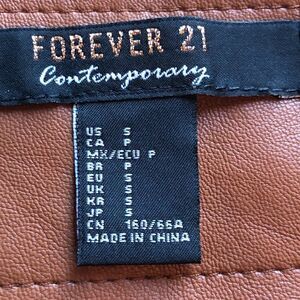 FOREVER 21
Contemporary
US S
CA P
MX/ECU P
BR P
EU S
UK S
KR S
JP S
CN 160/66A
MADE IN CHINA